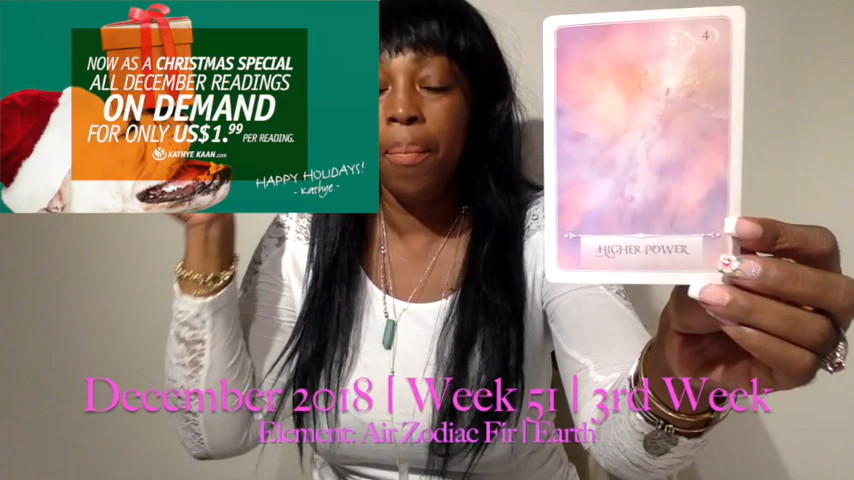 NOW AS A CHRISTMAS SPECIAL
ALL DECEMBER READINGS
ON DEMAND
FOR ONLY US$1.99 PER READING.
KATHYE KAAN.com
HAPPY HOLIDAYS!
- Kathye -
4
HIGHER POWER
December 2018 | Week 51 | 3rd Week
Element: Air Zodiac Fir | Earth